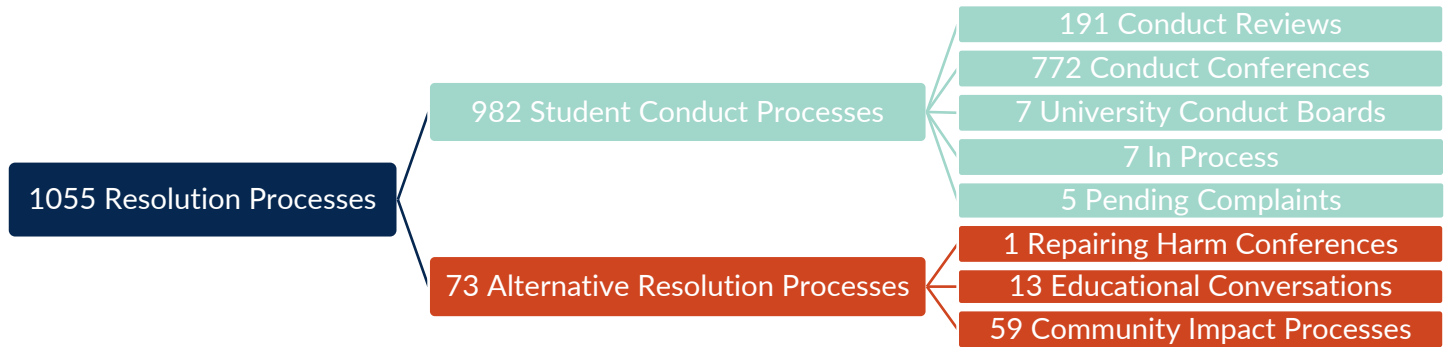 1055 Resolution Processes
982 Student Conduct Processes
191 Conduct Reviews
772 Conduct Conferences
7 University Conduct Boards
7 In Process
5 Pending Complaints
73 Alternative Resolution Processes
1 Repairing Harm Conferences
13 Educational Conversations
59 Community Impact Processes